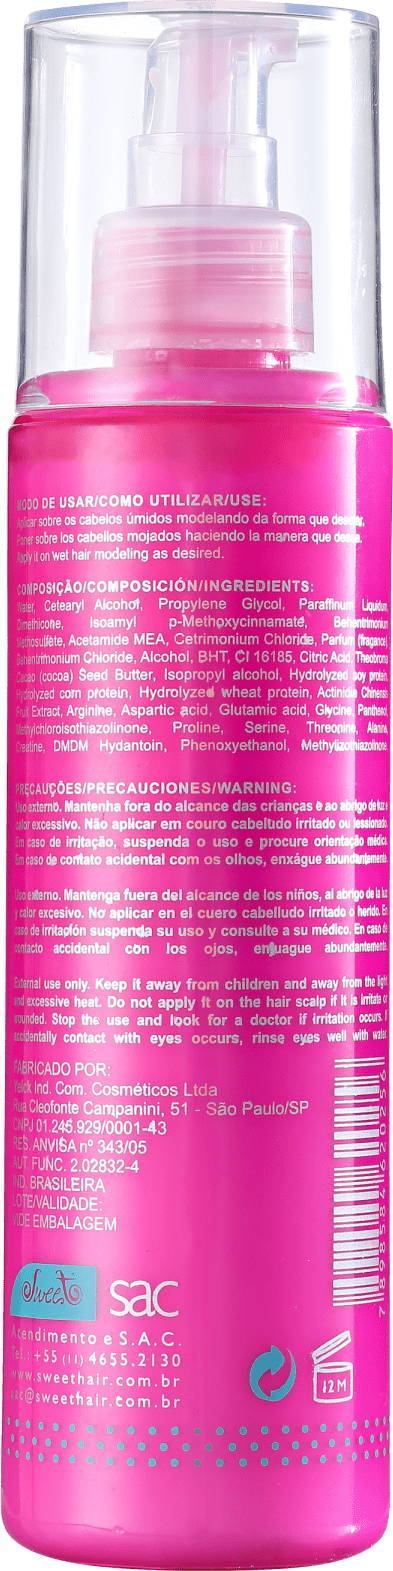 MODO DE USAR/COMO UTILIZAR/USE:
Aplicar sobre os cabelos úmidos modelando da forma que desejar.
Poner sobre los cabellos mojados haciendo la manera que desea.
Apply it on wet hair modeling as desired.
COMPOSIÇÃO/COMPOSICIÓN/INGREDIENTS:
Water, Cetearyl Alcohol, Propylene Glycol, Paraffinum Liquidum,
Dimethicone, Isoamyl p-Methoxycinnamate, Behentrimonium
Methosulfate, Acetamide MEA, Cetrimonium Chloride, Parfum (fragance),
Behentrimonium Chloride, Alcohol, BHT, CI 16185, Citric Acid, Theobroma
Cacao (cocoa) Seed Butter, Isopropyl alcohol, Hydrolyzed soy protein,
Hydrolyzed corn protein, Hydrolyzed wheat protein, Actinidia Chinensis
Fruit Extract, Arginine, Aspartic acid, Glutamic acid, Glycine, Panthenol,
Methylchloroisothiazolinone, Proline, Serine, Threonine, Alanine,
Creatine, DMDM Hydantoin, Phenoxyethanol, Methylizothiazolinone
PRECAUÇÕES/PRECAUCIONES/WARNING:
Uso externo. Mantenha fora do alcance das crianças e ao abrigo de luz e
calor excessivo. Não aplicar em couro cabeludo irritado ou lessionado.
Em caso de irritação, suspenda o uso e procure orientação médica.
Em caso de contato acidental com os olhos, enxágue abundantemente.
Uso externo. Mantenga fuera del alcance de los niños, al abrigo de la luz
y calor excesivo. No aplicar en el cuero cabelludo irritado o herido. En
caso de irritación suspenda su uso y consulte a su médico. En caso de
contacto accidental con los ojos, enjuague abundantemente.
External use only. Keep it away from children and away from the light
and excessive heat. Do not apply it on the hair scalp if it is irritate or
wounded. Stop the use and look for a doctor if irritation occurs. If
accidentally contact with eyes occurs, rinse eyes well with water.
FABRICADO POR:
Yelck Ind. Com. Cosméticos Ltda
Rua Cleofonte Campanini, 51 - São Paulo/SP
CNPJ 01.245.929/0001-43
RES. ANVISA nº 343/05
AUT. FUNC. 2.02832-4
IND. BRASILEIRA
LOTE/VALIDADE:
VIDE EMBALAGEM
Sweet sac
Atendimento e S.A.C.
Tel.: +55 (11) 4655.2130
www.sweethair.com.br
sac@sweethair.com.br
12M
7 898584 620256